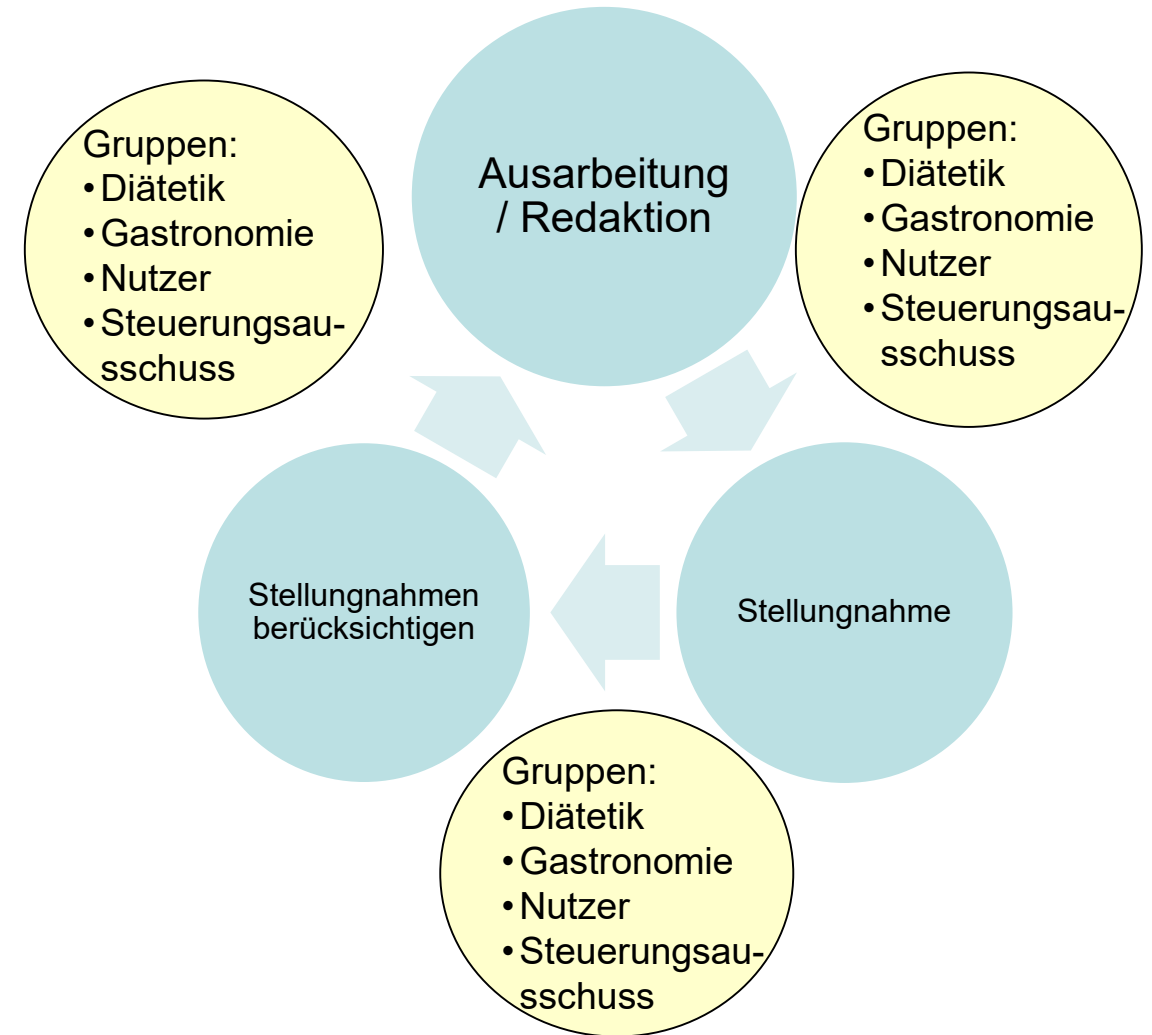 Ausarbeitung
/ Redaktion
Gruppen:
• Diätetik
• Gastronomie
• Nutzer
• Steuerungsau-
sschuss
Gruppen:
• Diätetik
• Gastronomie
• Nutzer
• Steuerungsau-
sschuss
Stellungnahmen
berücksichtigen
Stellungnahme
Gruppen:
• Diätetik
• Gastronomie
• Nutzer
• Steuerungsau-
sschuss